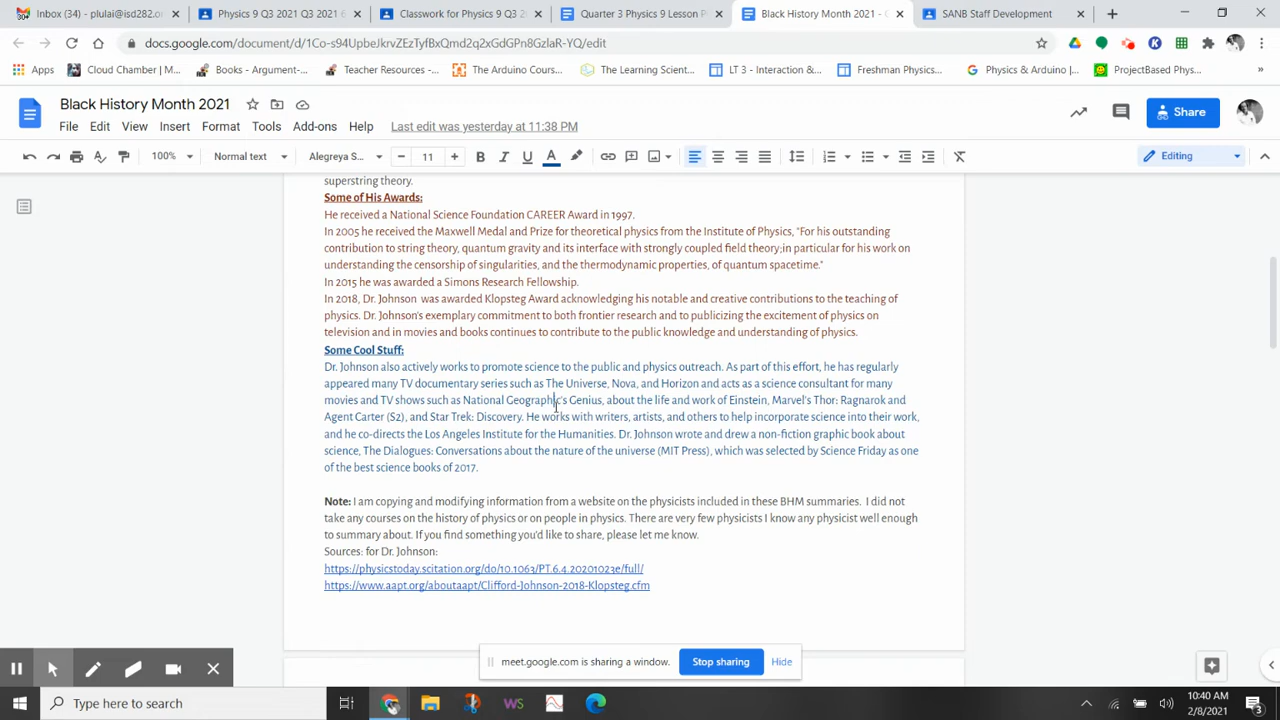 Inbox (34) - plulai@isd282.or
Physics 9 Q3 2021 Q3 2021 6
Classwork for Physics 9 Q3 2
Quarter 3 Physics 9 Lesson P
Black History Month 2021 - G
SANB Staff Development
docs.google.com/document/d/1Co-s94UpbeJkrvZEzTyfBxQmd2q2xGdGPn8GzlaR-YQ/edit
Apps
Cloud Chamber | M...
Books - Argument-...
Teacher Resources -...
The Arduino Cours...
The Learning Scient...
LT 3 - Interaction &...
Freshman Physics...
Physics & Arduino |...
ProjectBased Phys...
Black History Month 2021
File Edit View Insert Format Tools Add-ons Help Last edit was yesterday at 11:38 PM
Share
100% Normal text Alegreya S... 11 Editing
superstring theory.
Some of His Awards:
He received a National Science Foundation CAREER Award in 1997.
In 2005 he received the Maxwell Medal and Prize for theoretical physics from the Institute of Physics, "For his outstanding
contribution to string theory, quantum gravity and its interface with strongly coupled field theory;in particular for his work on
understanding the censorship of singularities, and the thermodynamic properties, of quantum spacetime."
In 2015 he was awarded a Simons Research Fellowship.
In 2018, Dr. Johnson was awarded Klopsteg Award acknowledging his notable and creative contributions to the teaching of
physics. Dr. Johnson's exemplary commitment to both frontier research and to publicizing the excitement of physics on
television and in movies and books continues to contribute to the public knowledge and understanding of physics.
Some Cool Stuff:
Dr. Johnson also actively works to promote science to the public and physics outreach. As part of this effort, he has regularly
appeared many TV documentary series such as The Universe, Nova, and Horizon and acts as a science consultant for many
movies and TV shows such as National Geographic's Genius, about the life and work of Einstein, Marvel's Thor: Ragnarok and
Agent Carter (S2), and Star Trek: Discovery. He works with writers, artists, and others to help incorporate science into their work,
and he co-directs the Los Angeles Institute for the Humanities. Dr. Johnson wrote and drew a non-fiction graphic book about
science, The Dialogues: Conversations about the nature of the universe (MIT Press), which was selected by Science Friday as one
of the best science books of 2017.
Note: I am copying and modifying information from a website on the physicists included in these BHM summaries. I did not
take any courses on the history of physics or on people in physics. There are very few physicists I know any physicist well enough
to summary about. If you find something you'd like to share, please let me know.
Sources: for Dr. Johnson:
https://physicstoday.scitation.org/do/10.1063/PT.6.4.20201023e/full/
https://www.aapt.org/aboutaapt/Clifford-Johnson-2018-Klopsteg.cfm
meet.google.com is sharing a window. Stop sharing Hide
Type here to search
WS
10:40 AM
2/8/2021
3